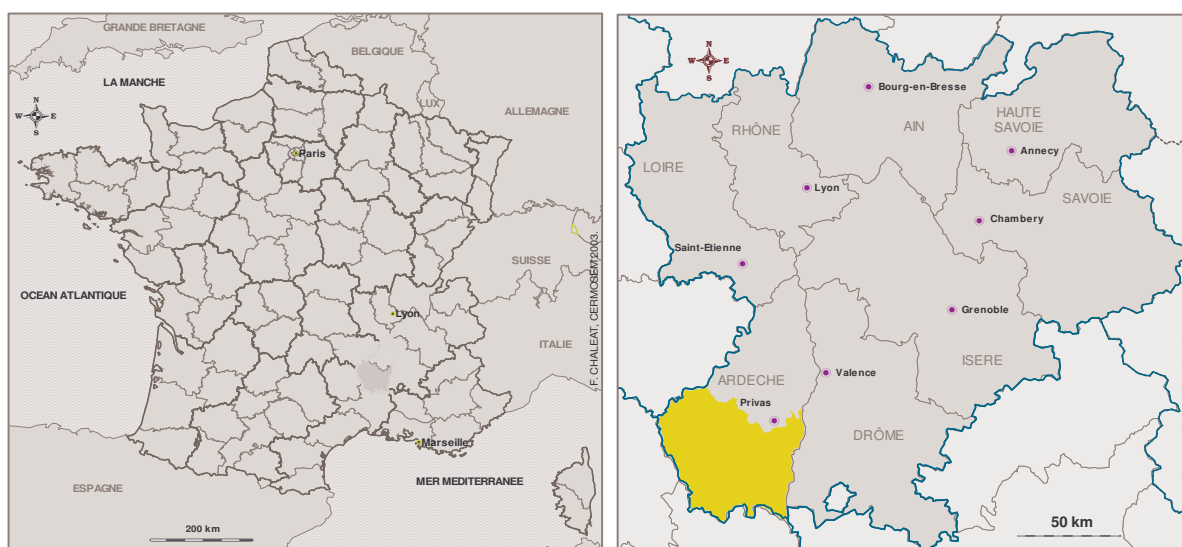 GRANDE BRETAGNE
BELGIQUE
LA MANCHE
LUX
ALLEMAGNE
N
W E
S
Paris
SUISSE
OCEAN ATLANTIQUE
Lyon
ITALIE
F. CHALEAT, CERMOSEM 2003.
Marseille
MER MEDITERRANEE
ESPAGNE
200 km
N
W E
S
Bourg-en-Bresse
HAUTE
SAVOIE
RHÔNE
AIN
Annecy
LOIRE
Lyon
SAVOIE
Chambery
Saint-Etienne
Grenoble
ISERE
Valence
ARDECHE
Privas
DRÔME
50 km